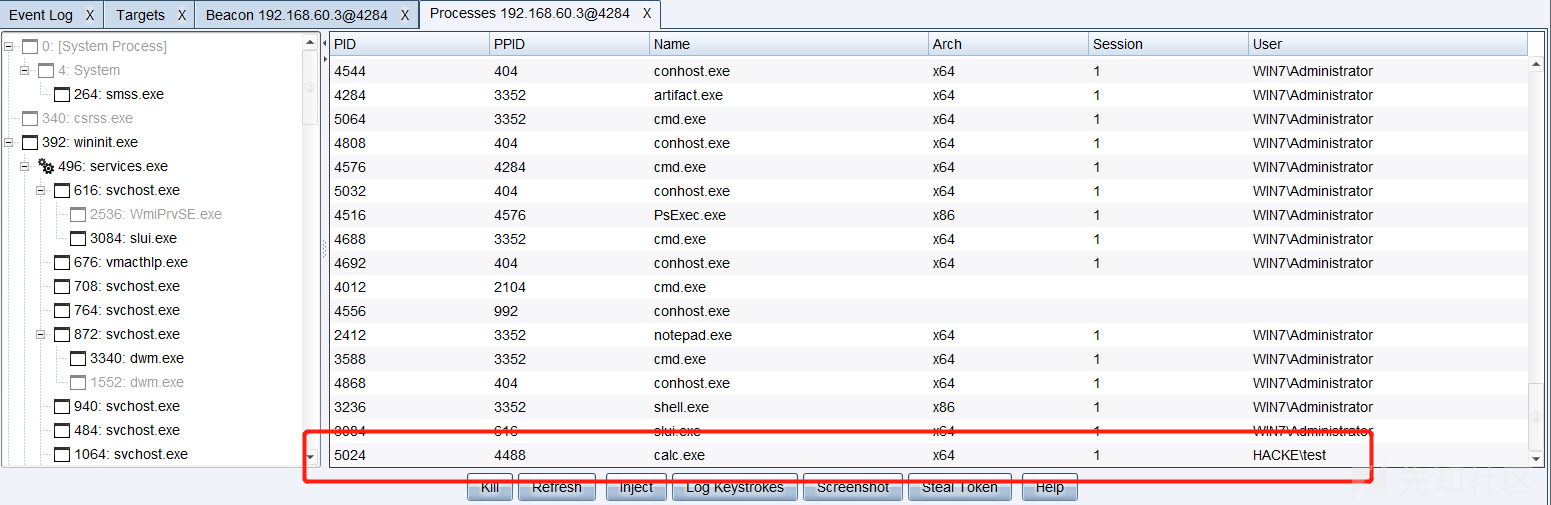 Event Log X Targets X Beacon 192.168.60.3@4284 X Processes 192.168.60.3@4284 X
0: [System Process]
4: System
264: smss.exe
340: csrss.exe
392: wininit.exe
496: services.exe
616: svchost.exe
2536: WmiPrvSE.exe
3084: slui.exe
676: vmacthlp.exe
708: svchost.exe
764: svchost.exe
872: svchost.exe
3340: dwm.exe
1552: dwm.exe
940: svchost.exe
484: svchost.exe
1064: svchost.exe
PID PPID Name Arch Session User
4544 404 conhost.exe x64 1 WIN7\Administrator
4284 3352 artifact.exe x64 1 WIN7\Administrator
5064 3352 cmd.exe x64 1 WIN7\Administrator
4808 404 conhost.exe x64 1 WIN7\Administrator
4576 4284 cmd.exe x64 1 WIN7\Administrator
5032 404 conhost.exe x64 1 WIN7\Administrator
4516 4576 PsExec.exe x86 1 WIN7\Administrator
4688 3352 cmd.exe x64 1 WIN7\Administrator
4692 404 conhost.exe x64 1 WIN7\Administrator
4012 2104 cmd.exe
4556 992 conhost.exe
2412 3352 notepad.exe x64 1 WIN7\Administrator
3588 3352 cmd.exe x64 1 WIN7\Administrator
4868 404 conhost.exe x64 1 WIN7\Administrator
3236 3352 shell.exe x86 1 WIN7\Administrator
3084 616 slui.exe x64 1 WIN7\Administrator
5024 4488 calc.exe x64 1 HACKE\test
Kill Refresh Inject Log Keystrokes Screenshot Steal Token Help
先知社区